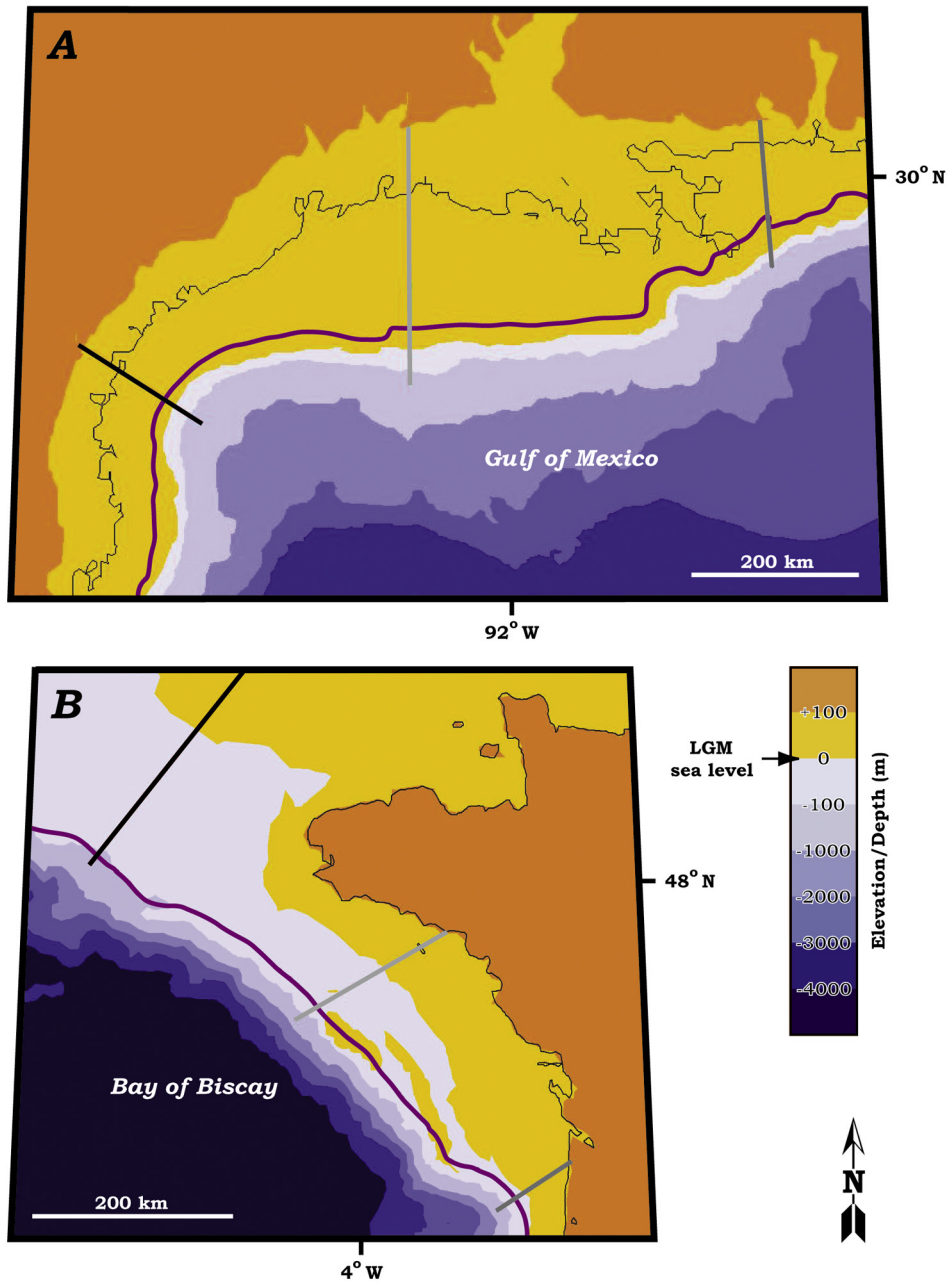 A
30° N
Gulf of Mexico
200 km
92° W
B
48° N
Bay of Biscay
200 km
4° W
LGM
sea level
+100
0
-100
-1000
-2000
-3000
-4000
Elevation/Depth (m)
N